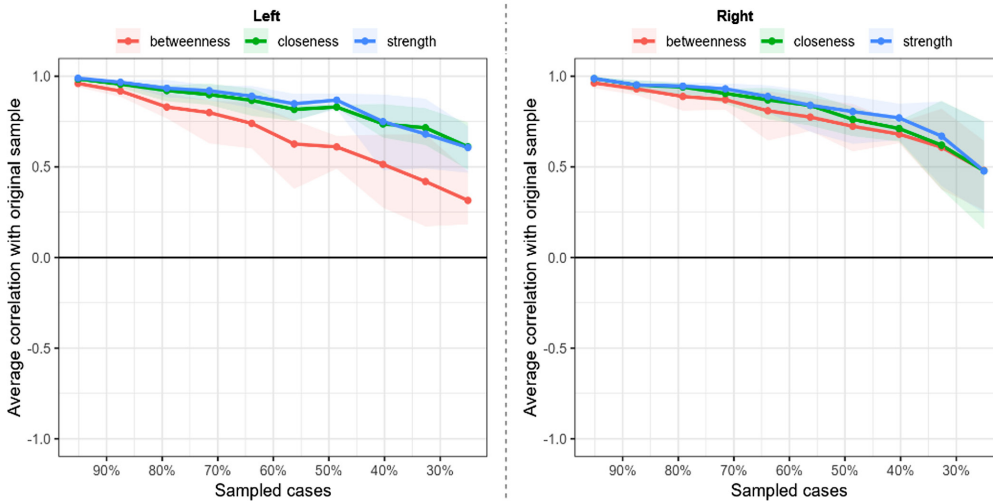 Left
betweenness closeness strength
Average correlation with original sample
1.0
0.5
0.0
-0.5
-1.0
90% 80% 70% 60% 50% 40% 30%
Sampled cases
Right
betweenness closeness strength
Average correlation with original sample
1.0
0.5
0.0
-0.5
-1.0
90% 80% 70% 60% 50% 40% 30%
Sampled cases